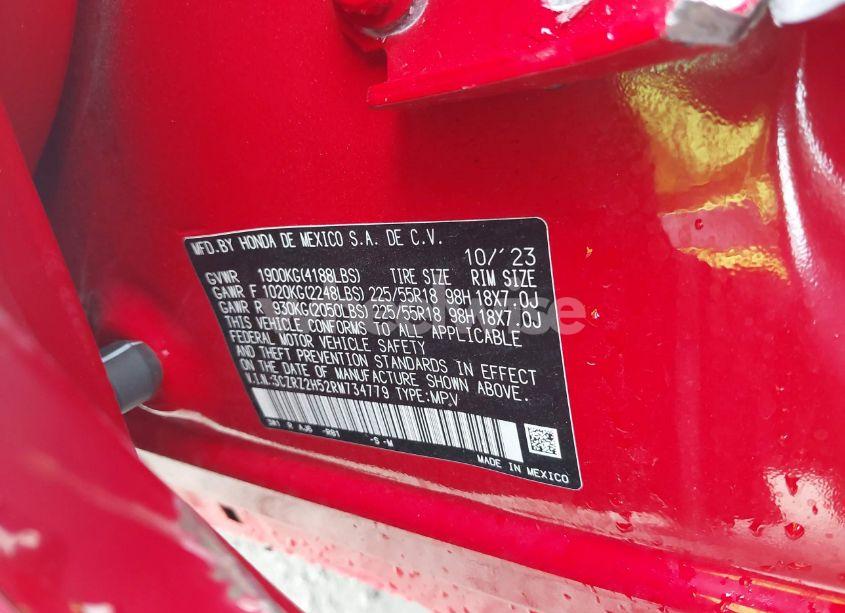 MFD. BY HONDA DE MEXICO S.A. DE C.V. 10/'23
GVWR 1900KG(4188LBS) TIRE SIZE RIM SIZE
GAWR F 1020KG(2248LBS) 225/55R18 98H 18X7.0J
GAWR R 930KG(2050LBS) 225/55R18 98H 18X7.0J
THIS VEHICLE CONFORMS TO ALL APPLICABLE
FEDERAL MOTOR VEHICLE SAFETY
AND THEFT PREVENTION STANDARDS IN EFFECT
ON THE DATE OF MANUFACTURE SHOWN ABOVE.
V.I.N.:3CZRZ2H52RM734779 TYPE:MPV
3W1 R AJ6 -R81 -S -M
MADE IN MEXICO